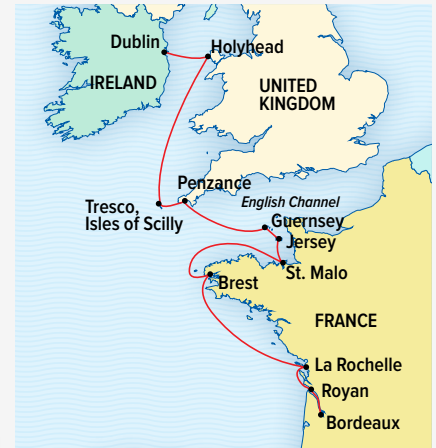 Dublin
Holyhead
IRELAND
UNITED
KINGDOM
Penzance
Tresco,
Isles of Scilly
English Channel
Guernsey
Jersey
St. Malo
Brest
FRANCE
La Rochelle
Royan
Bordeaux